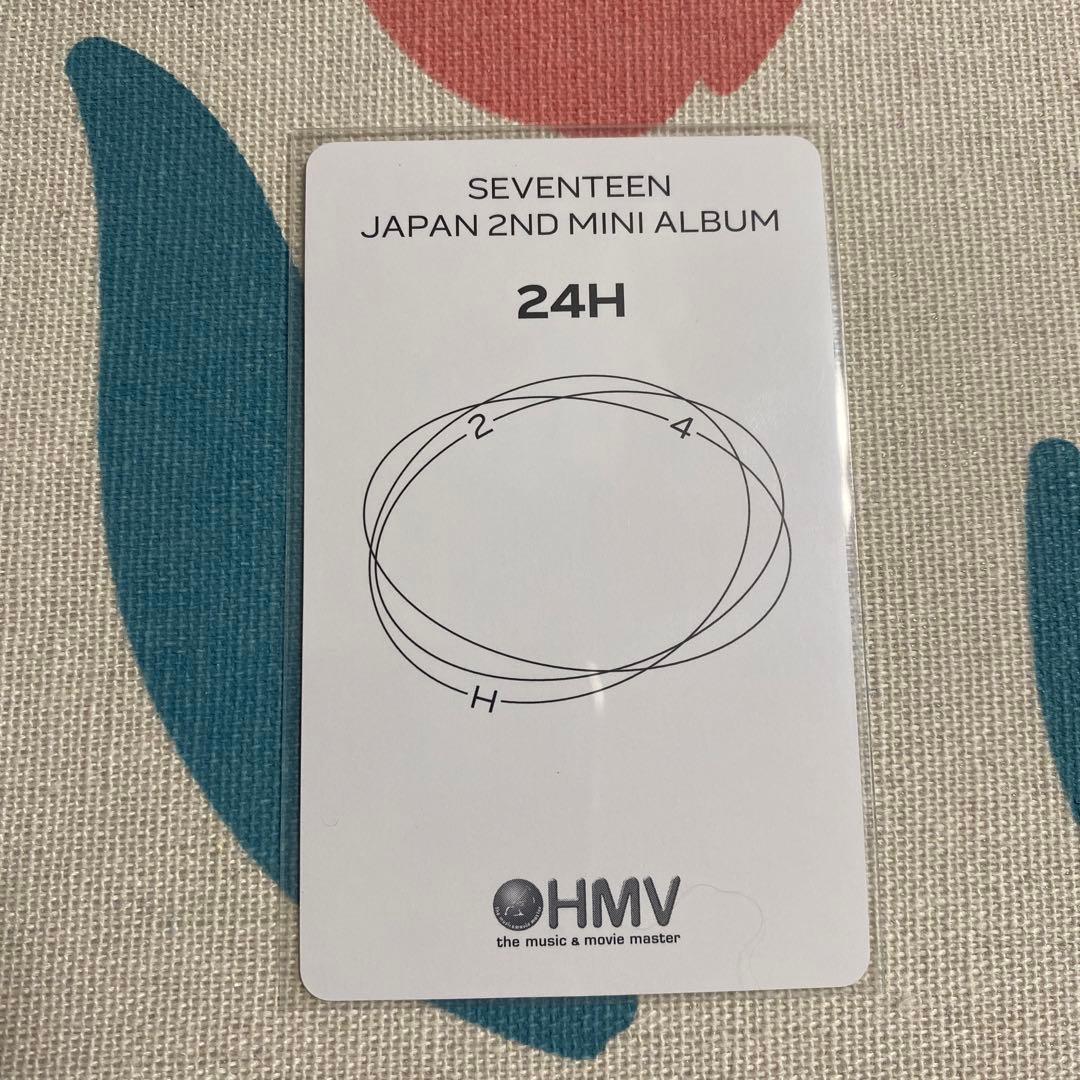 SEVENTEEN
JAPAN 2ND MINI ALBUM
24H
2
4
H
HMV
the music & movie master